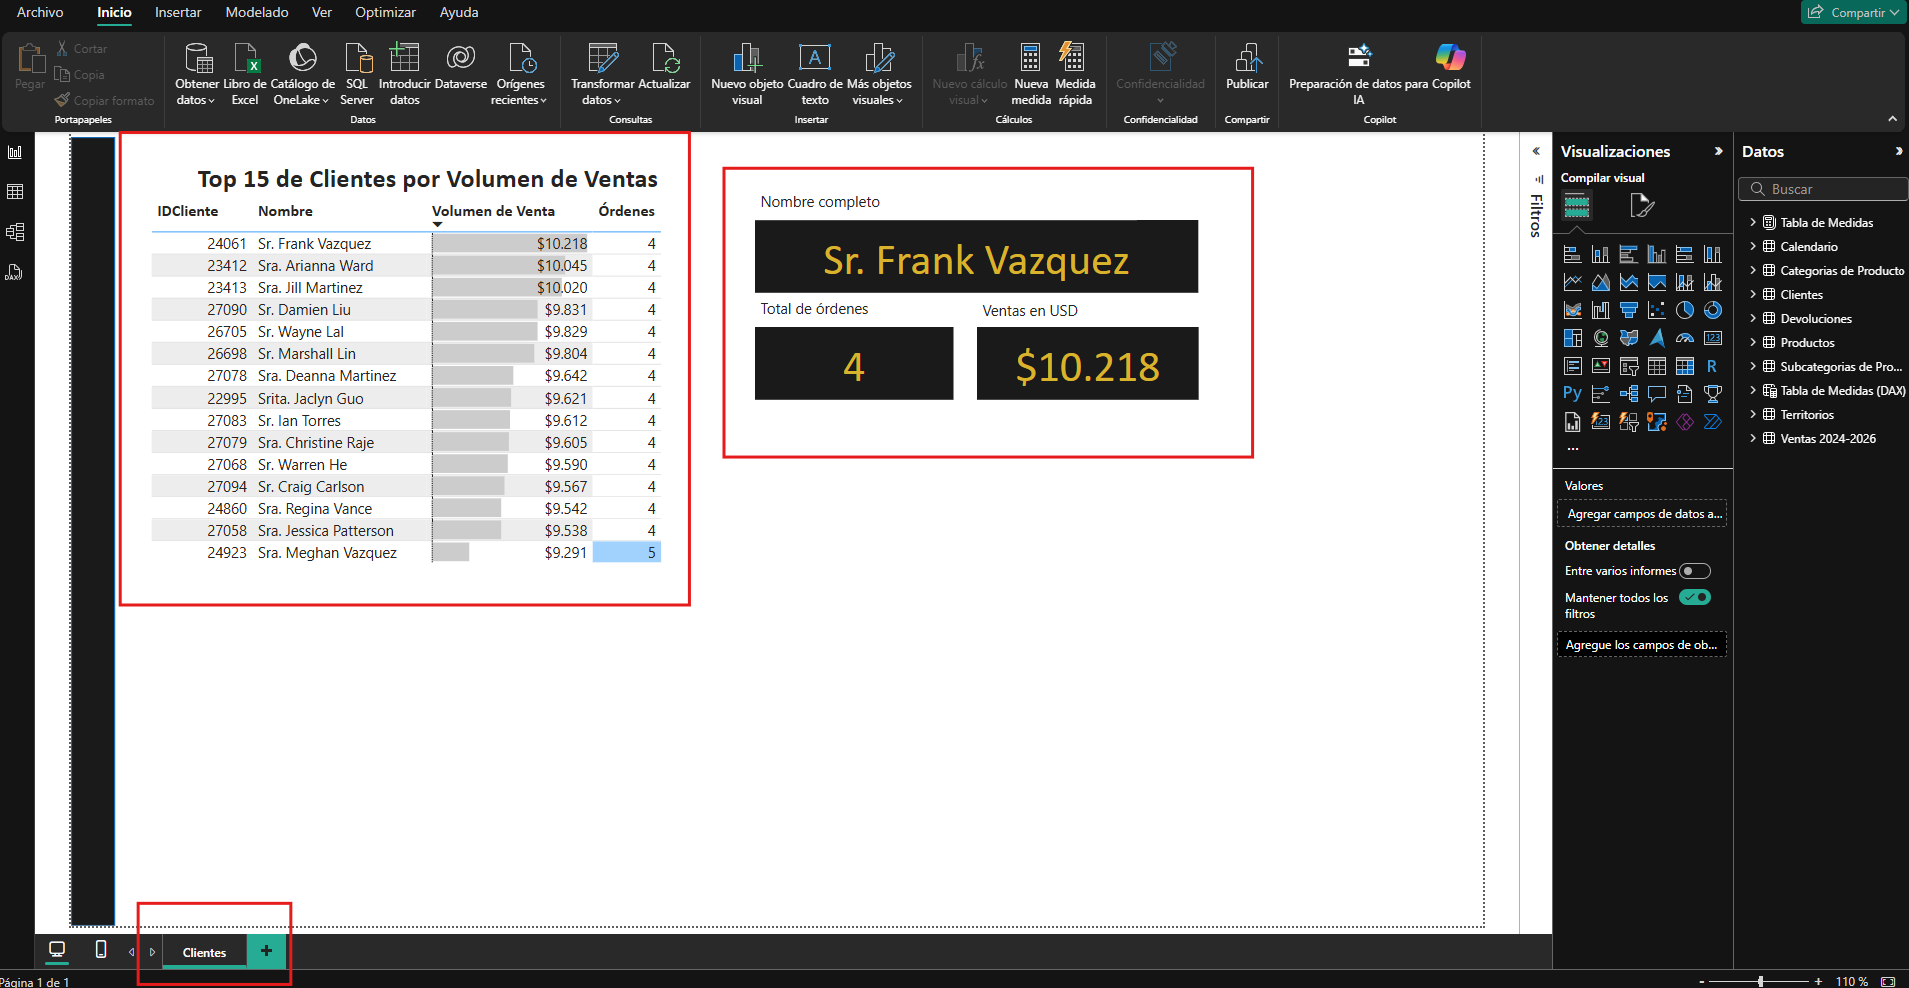 Archivo Inicio Insertar Modelado Ver Optimizar Ayuda
Compartir
Pegar
Cortar
Copia
Copiar formato
Portapapeles
Obtener datos
Libro de Excel
Catálogo de OneLake
SQL Server
Introducir datos
Dataverse
Orígenes recientes
Datos
Transformar datos
Actualizar
Consultas
Nuevo objeto visual
Cuadro de texto
Más objetos visuales
Insertar
Nuevo cálculo visual
Nueva medida
Medida rápida
Cálculos
Confidencialidad
Confidencialidad
Publicar
Compartir
Preparación de datos para IA
Copilot
Copilot
Top 15 de Clientes por Volumen de Ventas
IDCliente Nombre Volumen de Venta Órdenes
24061 Sr. Frank Vazquez $10.218 4
23412 Sra. Arianna Ward $10.045 4
23413 Sra. Jill Martinez $10.020 4
27090 Sr. Damien Liu $9.831 4
26705 Sr. Wayne Lal $9.829 4
26698 Sr. Marshall Lin $9.804 4
27078 Sra. Deanna Martinez $9.642 4
22995 Srita. Jaclyn Guo $9.621 4
27083 Sr. Ian Torres $9.612 4
27079 Sra. Christine Raje $9.605 4
27068 Sr. Warren He $9.590 4
27094 Sr. Craig Carlson $9.567 4
24860 Sra. Regina Vance $9.542 4
27058 Sra. Jessica Patterson $9.538 4
24923 Sra. Meghan Vazquez $9.291 5
Nombre completo
Sr. Frank Vazquez
Total de órdenes Ventas en USD
4 $10.218
Filtros
Visualizaciones
Compilar visual
Valores
Agregar campos de datos a...
Obtener detalles
Entre varios informes
Mantener todos los
filtros
Agregue los campos de ob...
Datos
Buscar
Tabla de Medidas
Calendario
Categorias de Producto
Clientes
Devoluciones
Productos
Subcategorias de Pro...
Tabla de Medidas (DAX)
Territorios
Ventas 2024-2026
Clientes
Página 1 de 1
- + 110 %